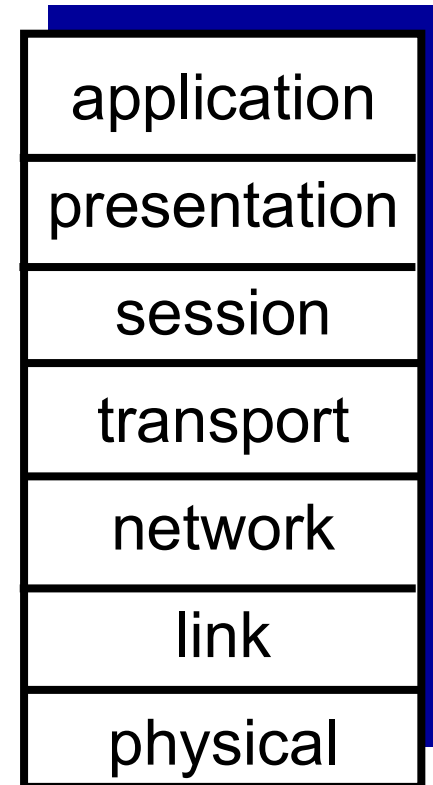 application
presentation
session
transport
network
link
physical